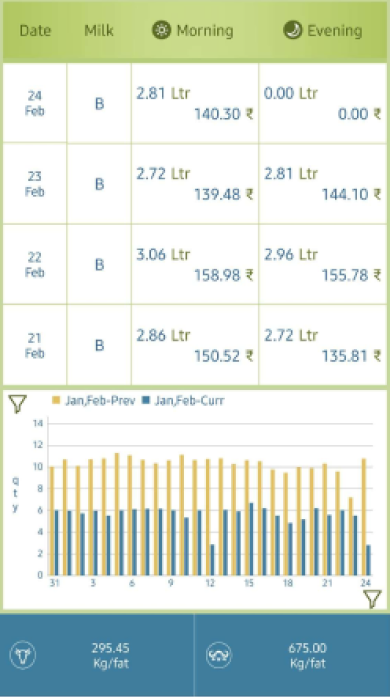 Date Milk Morning Evening
24 Feb B 2.81 Ltr 140.30 ₹ 0.00 Ltr 0.00 ₹
23 Feb B 2.72 Ltr 139.48 ₹ 2.81 Ltr 144.10 ₹
22 Feb B 3.06 Ltr 158.98 ₹ 2.96 Ltr 155.78 ₹
21 Feb B 2.86 Ltr 150.52 ₹ 2.72 Ltr 135.81 ₹
Jan,Feb-Prev Jan,Feb-Curr
14
12
10
8
6
4
2
0
qty
31 3 6 9 12 15 18 21 24
295.45 675.00
Kg/fat Kg/fat